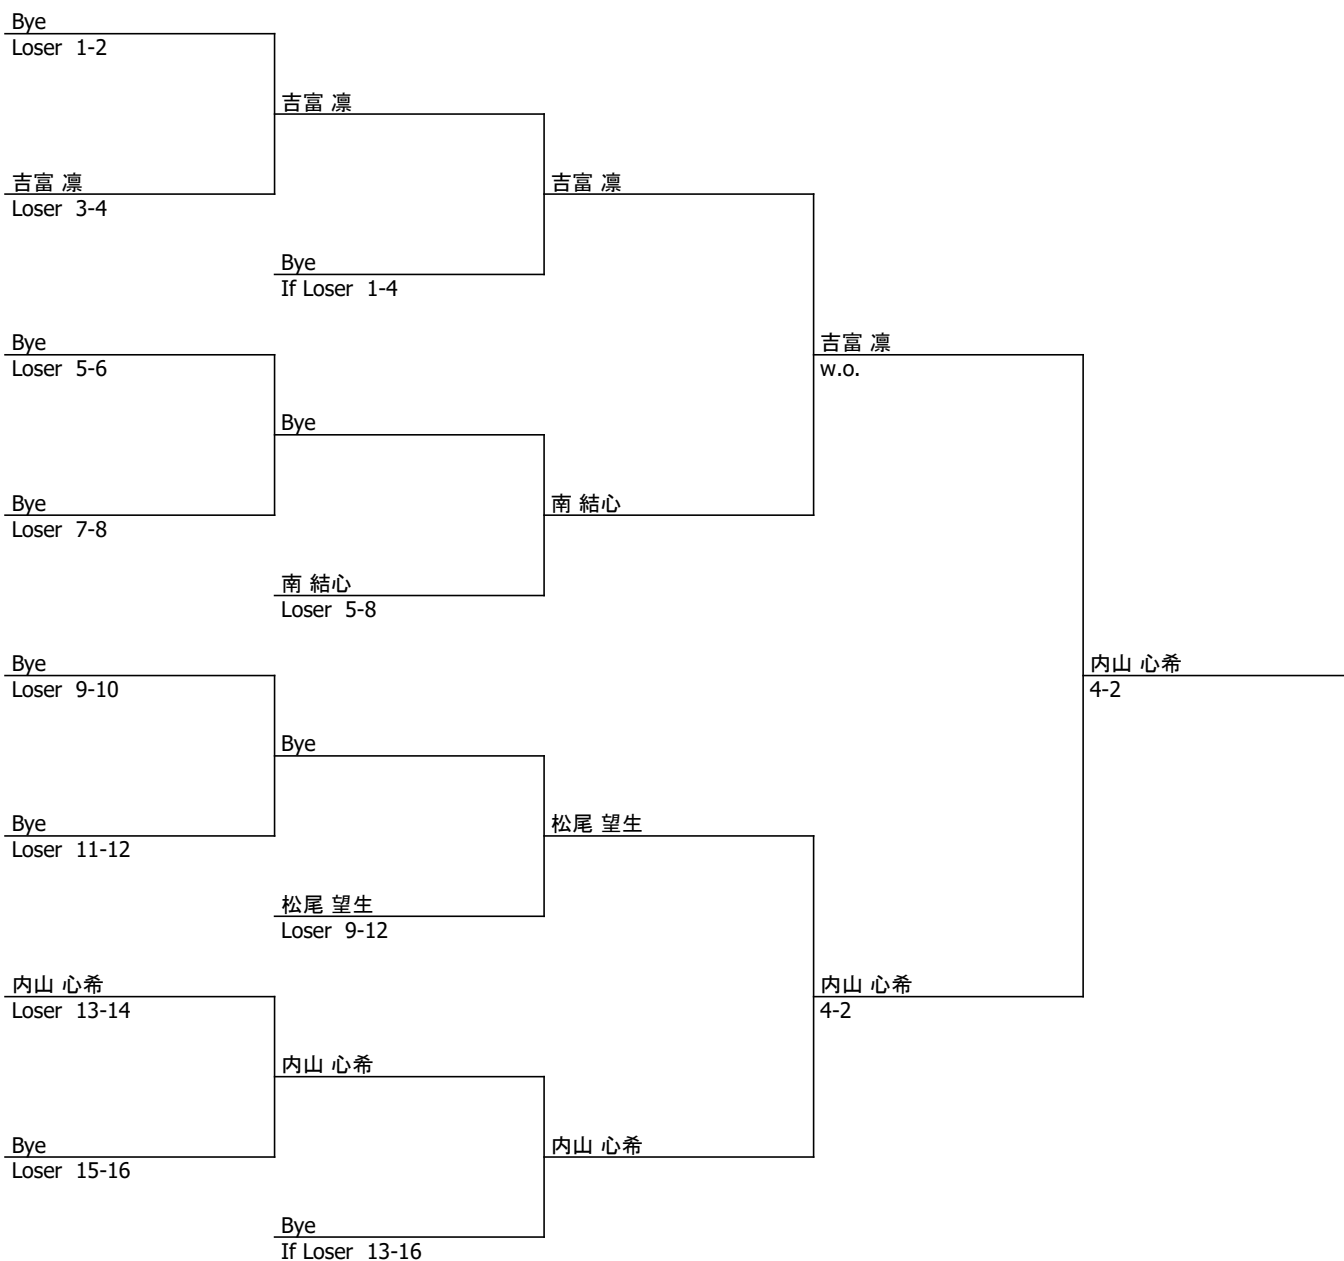 Bye
Loser 1-2
吉富 凛
吉富 凛
Loser 3-4
吉富 凛
Bye
If Loser 1-4
Bye
Loser 5-6
吉富 凛
w.o.
Bye
Bye
Loser 7-8
南 結心
南 結心
Loser 5-8
Bye
Loser 9-10
内山 心希
4-2
Bye
Bye
Loser 11-12
松尾 望生
松尾 望生
Loser 9-12
内山 心希
Loser 13-14
内山 心希
4-2
内山 心希
Bye
Loser 15-16
内山 心希
Bye
If Loser 13-16